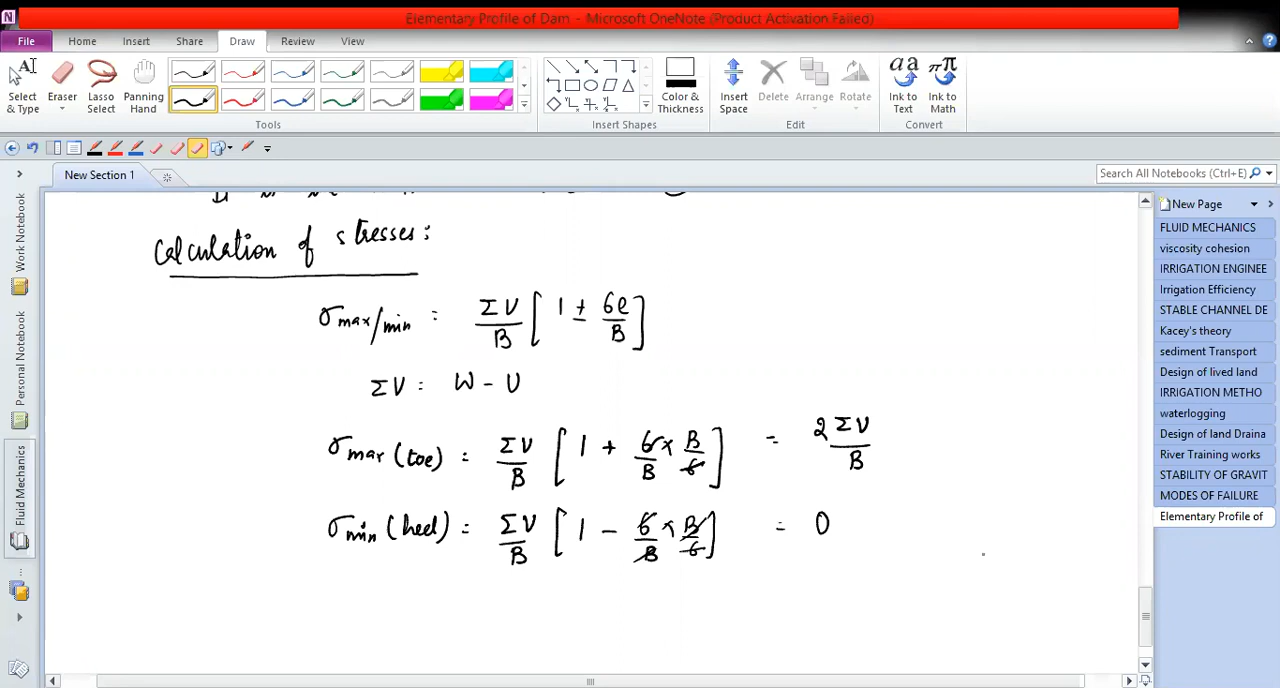 Elementary Profile of Dam - Microsoft OneNote (Product Activation Failed)
File Home Insert Share Draw Review View
Select & Type
Eraser
Lasso Select
Panning Hand
Color & Thickness
Insert Space
Delete
Arrange
Rotate
Ink to Text
Ink to Math
Tools
Insert Shapes
Edit
Convert
New Section 1
Search All Notebooks (Ctrl+E)
Work Notebook
Personal Notebook
Fluid Mechanics
New Page
FLUID MECHANICS
viscosity cohesion
IRRIGATION ENGINEE
Irrigation Efficiency
STABLE CHANNEL DE
Kacey's theory
sediment Transport
Design of lived land
IRRIGATION METHO
waterlogging
Design of land Draina
River Training works
STABILITY OF GRAVIT
MODES OF FAILURE
Elementary Profile of
Calculation of stresses:
σmax/min = ΣV/B [1 ± 6e/B]
ΣV = W - U
σmax (toe) = ΣV/B [1 + 6/B × B/6] = 2ΣV/B
σmin (heel) = ΣV/B [1 - 6/B × B/6] = 0